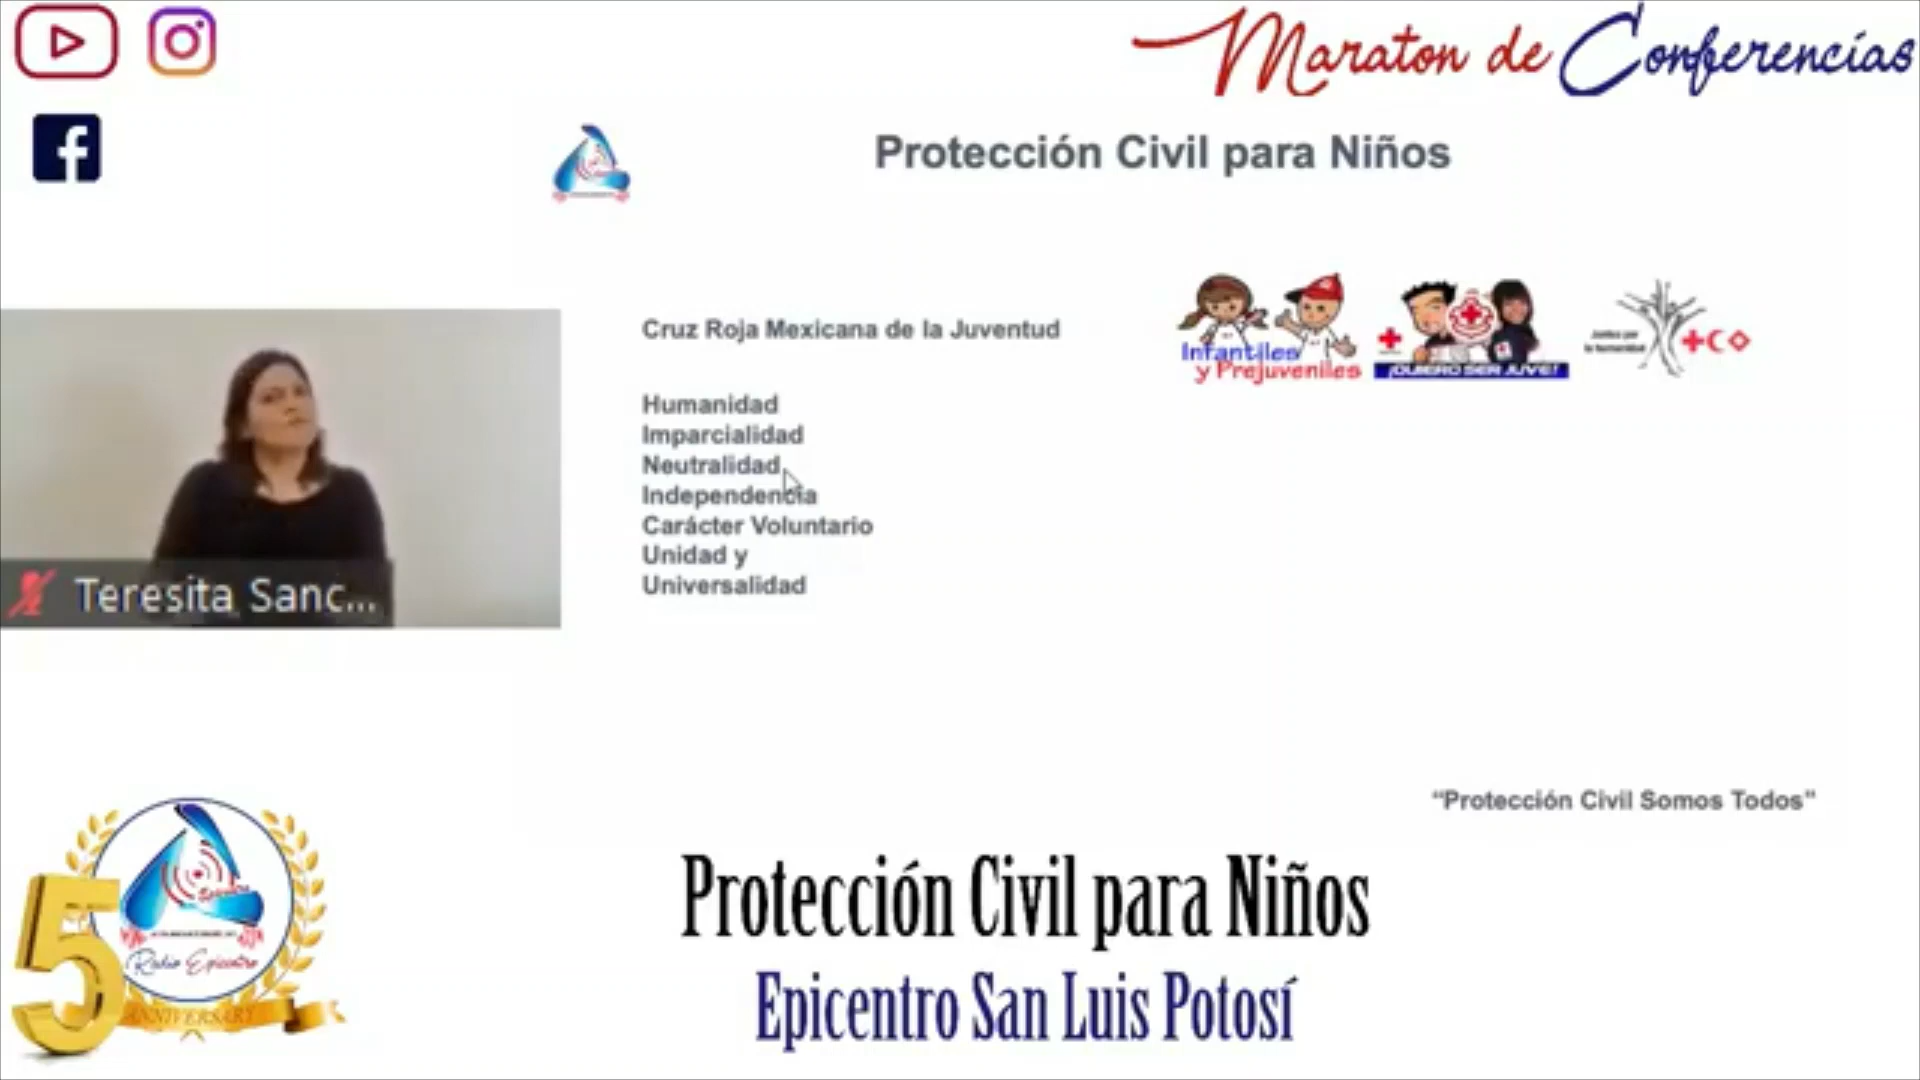 Maraton de Conferencías
Protección Civil para Niños
Cruz Roja Mexicana de la Juventud
Infantiles
y Prejuveniles
¡QUIERO SER JUVE!
Humanidad
Imparcialidad
Neutralidad
Independencia
Carácter Voluntario
Unidad y
Universalidad
Teresita Sanc...
“Protección Civil Somos Todos”
5
Epicentro
Radio Epicentro
ANNIVERSARY
Protección Civil para Niños
Epicentro San Luis Potosí